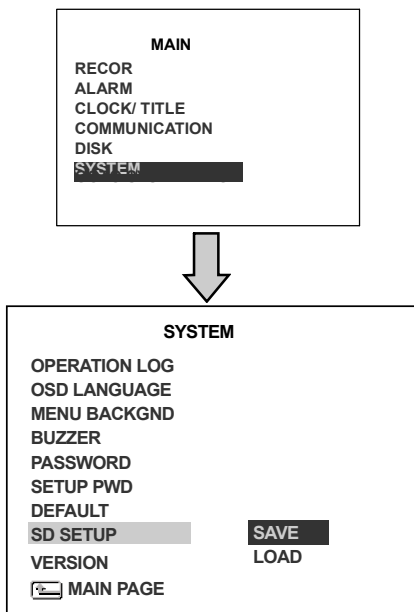 MAIN
RECOR
ALARM
CLOCK/ TITLE
COMMUNICATION
DISK
SYSTEM
SYSTEM
OPERATION LOG
OSD LANGUAGE
MENU BACKGND
BUZZER
PASSWORD
SETUP PWD
DEFAULT
SD SETUP SAVE
VERSION LOAD
MAIN PAGE